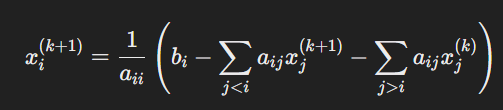 $x_i^{(k+1)} = \frac{1}{a_{ii}} \left( b_i - \sum_{j<i} a_{ij} x_j^{(k+1)} - \sum_{j>i} a_{ij} x_j^{(k)} \right)$